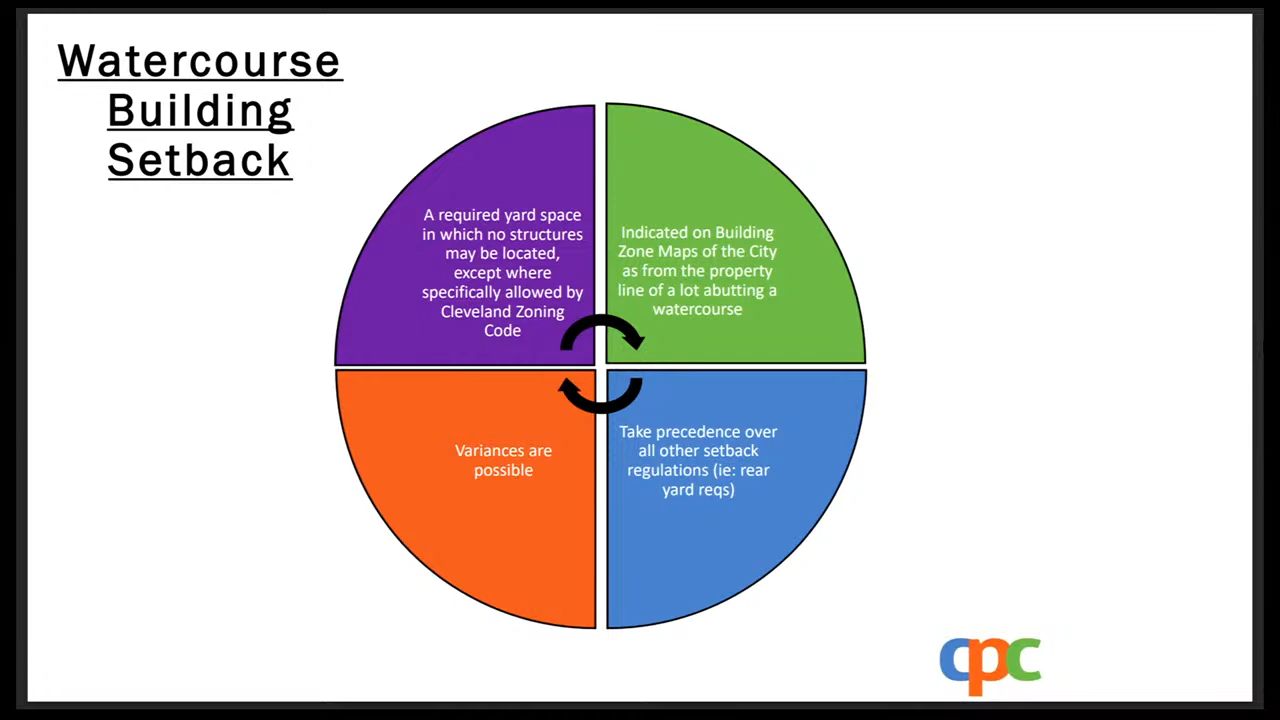 Watercourse
Building
Setback
A required yard space
in which no structures
may be located,
except where
specifically allowed by
Cleveland Zoning
Code
Indicated on Building
Zone Maps of the City
as from the property
line of a lot abutting a
watercourse
Variances are
possible
Take precedence over
all other setback
regulations (ie: rear
yard reqs)
cpc